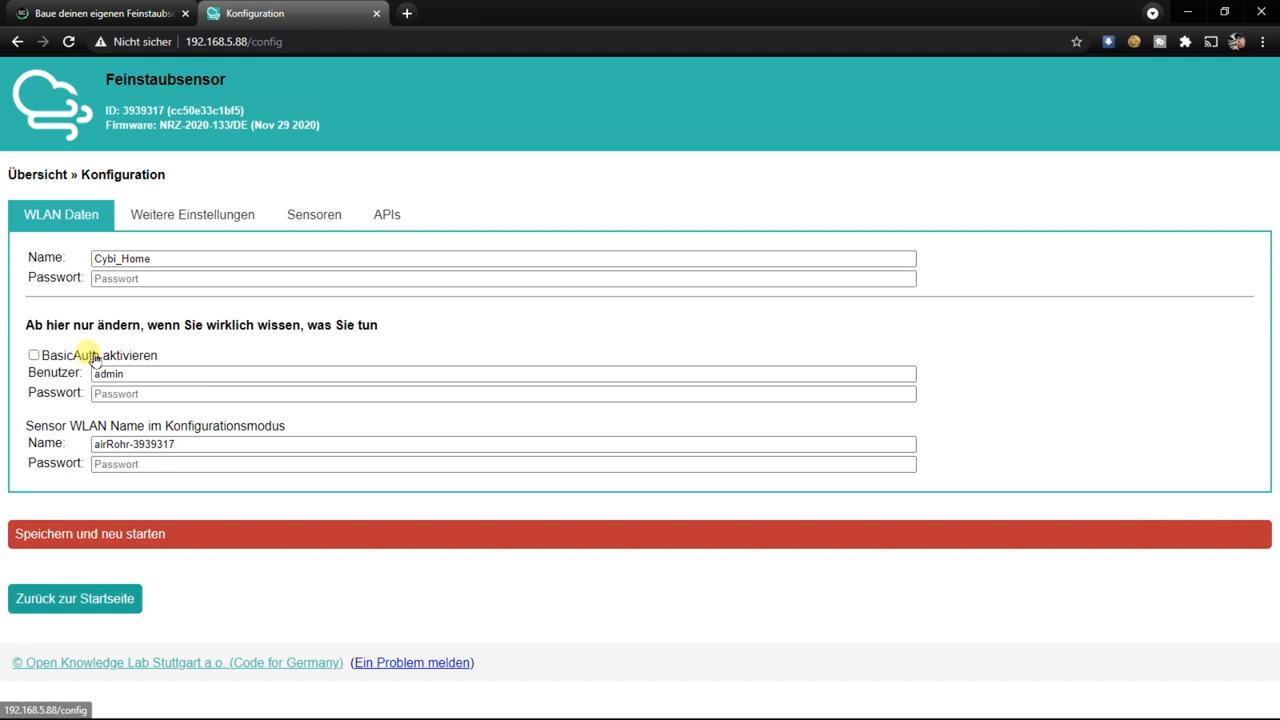 Baue deinen eigenen Feinstaubse
Konfiguration
Nicht sicher
192.168.5.88/config
Feinstaubsensor
ID: 3939317 (cc50e33c1bf5)
Firmware: NRZ-2020-133/DE (Nov 29 2020)
Übersicht » Konfiguration
WLAN Daten Weitere Einstellungen Sensoren APIs
Name: Cybi_Home
Passwort: Passwort
Ab hier nur ändern, wenn Sie wirklich wissen, was Sie tun
BasicAuth aktivieren
Benutzer: admin
Passwort: Passwort
Sensor WLAN Name im Konfigurationsmodus
Name: airRohr-3939317
Passwort: Passwort
Speichern und neu starten
Zurück zur Startseite
© Open Knowledge Lab Stuttgart a.o. (Code for Germany) (Ein Problem melden)
192.168.5.88/config